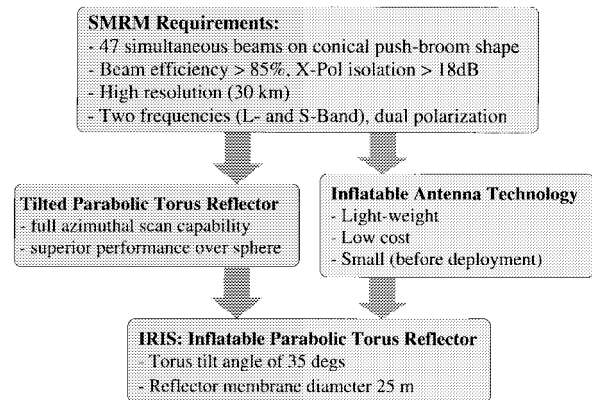 SMRM Requirements:
- 47 simultaneous beams on conical push-broom shape
- Beam efficiency > 85%, X-Pol isolation > 18dB
- High resolution (30 km)
- Two frequencies (L- and S-Band), dual polarization
Tilted Parabolic Torus Reflector
- full azimuthal scan capability
- superior performance over sphere
Inflatable Antenna Technology
- Light-weight
- Low cost
- Small (before deployment)
IRIS: Inflatable Parabolic Torus Reflector
- Torus tilt angle of 35 degs
- Reflector membrane diameter 25 m